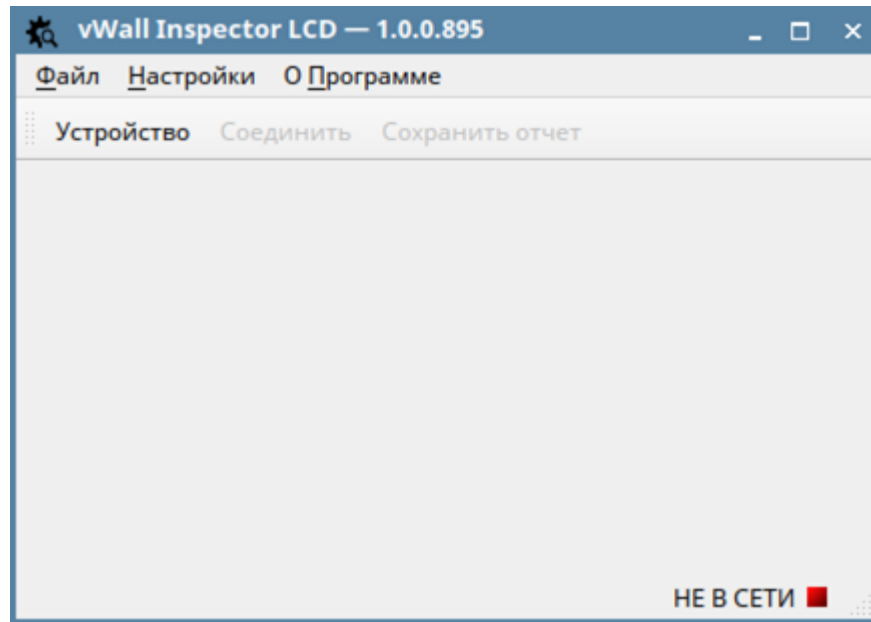 vWall Inspector LCD — 1.0.0.895
Файл Настройки О Программе
Устройство Соединить Сохранить отчет
НЕ В СЕТИ